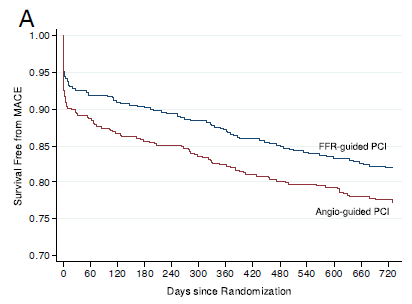 A
1.00
0.95
0.90
0.85
0.80
0.75
0.70
Survival Free from MACE
FFR-guided PCI
Angio-guided PCI
0 60 120 180 240 300 360 420 480 540 600 660 720
Days since Randomization